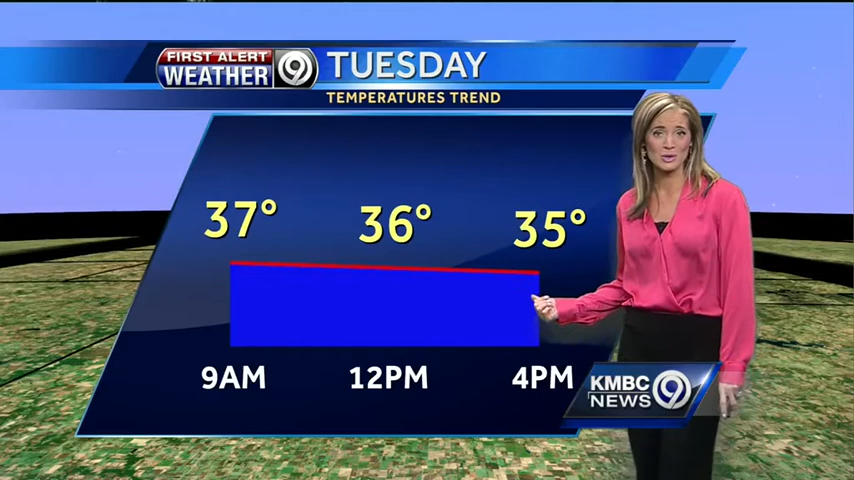 FIRST ALERT
WEATHER 9
TUESDAY
TEMPERATURES TREND
37° 36° 35°
9AM 12PM 4PM
KMBC 9
NEWS